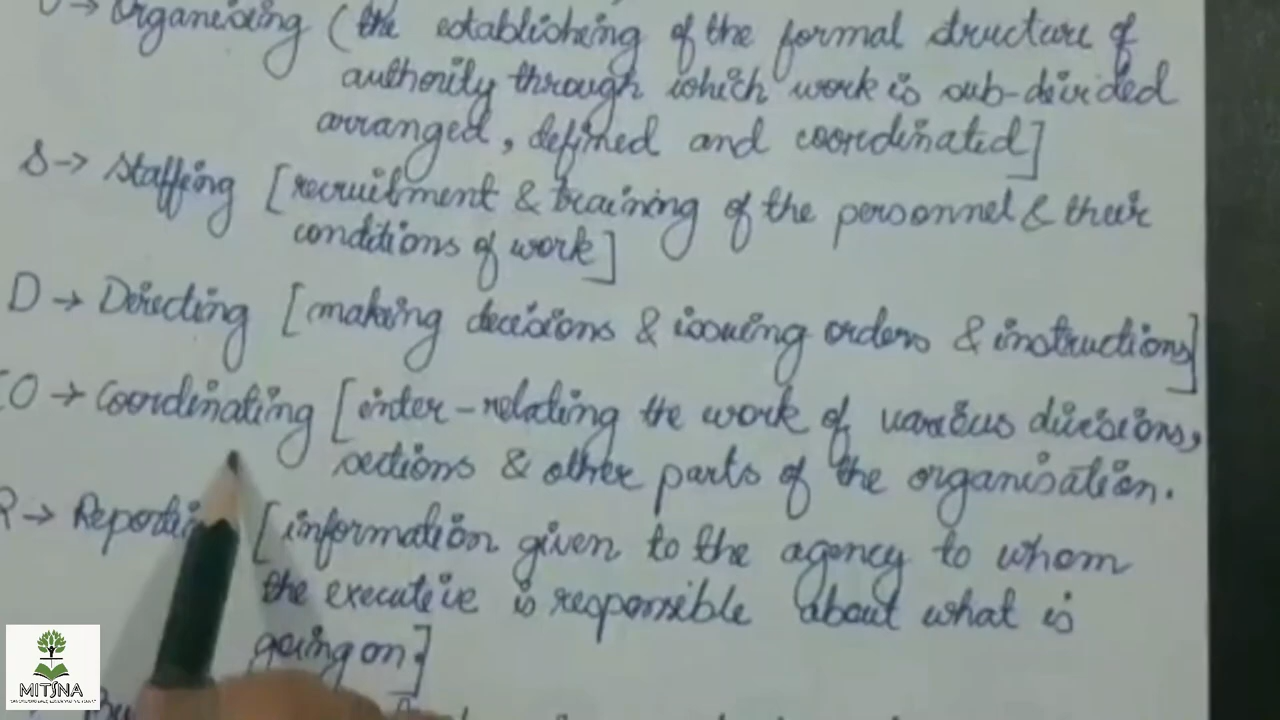 O → Organising (the establishing of the formal structure of
authority through which work is sub-divided
arranged, defined and coordinated]
S → Staffing [recruitment & training of the personnel & their
conditions of work]
D → Directing [making decisions & issuing orders & instructions]
CO → Coordinating [inter-relating the work of various divisions,
sections & other parts of the organisation.
R → Reportin [information given to the agency to whom
the executive is responsible about what is
going on]
MITJNA